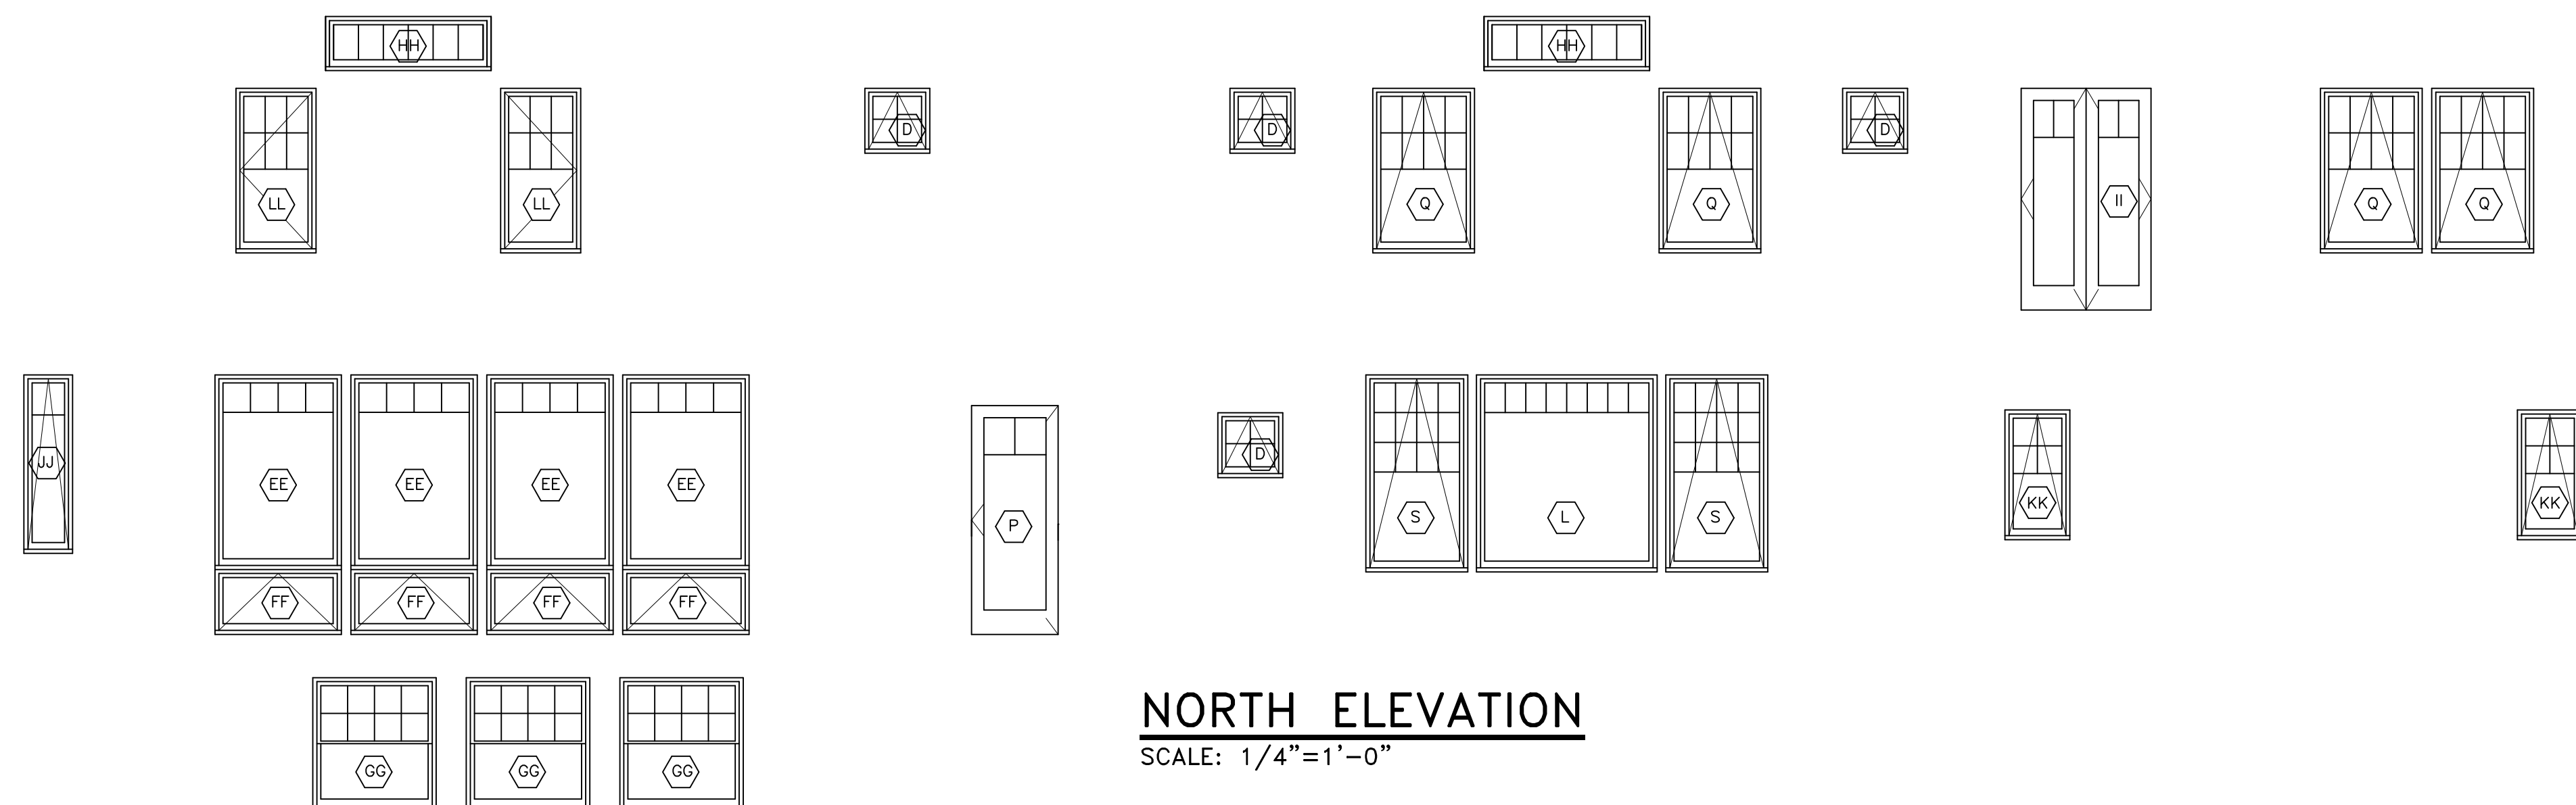 HH HH
D D D
LL LL Q Q II Q Q
JJ D
EE EE EE EE
KK KK
S L S
P
FF FF FF FF
NORTH ELEVATION
SCALE: 1/4"=1'-0"
GG GG GG